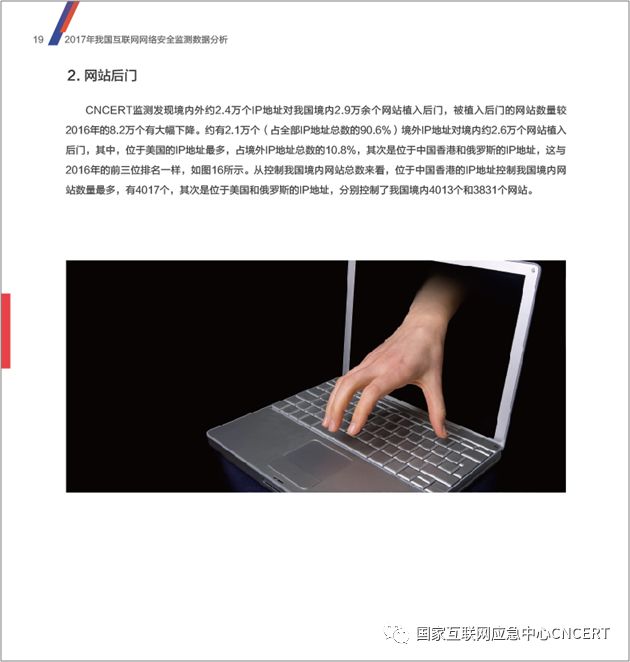 19
2017年我国互联网网络安全监测数据分析
2. 网站后门
CNCERT监测发现境内外约2.4万个IP地址对我国境内2.9万余个网站植入后门，被植入后门的网站数量较
2016年的8.2万个有大幅下降。约有2.1万个（占全部IP地址总数的90.6%）境外IP地址对境内约2.6万个网站植入
后门，其中，位于美国的IP地址最多，占境外IP地址总数的10.8%，其次是位于中国香港和俄罗斯的IP地址，这与
2016年的前三位排名一样，如图16所示。从控制我国境内网站总数来看，位于中国香港的IP地址控制我国境内网
站数量最多，有4017个，其次是位于美国和俄罗斯的IP地址，分别控制了我国境内4013个和3831个网站。
国家互联网应急中心CNCERT